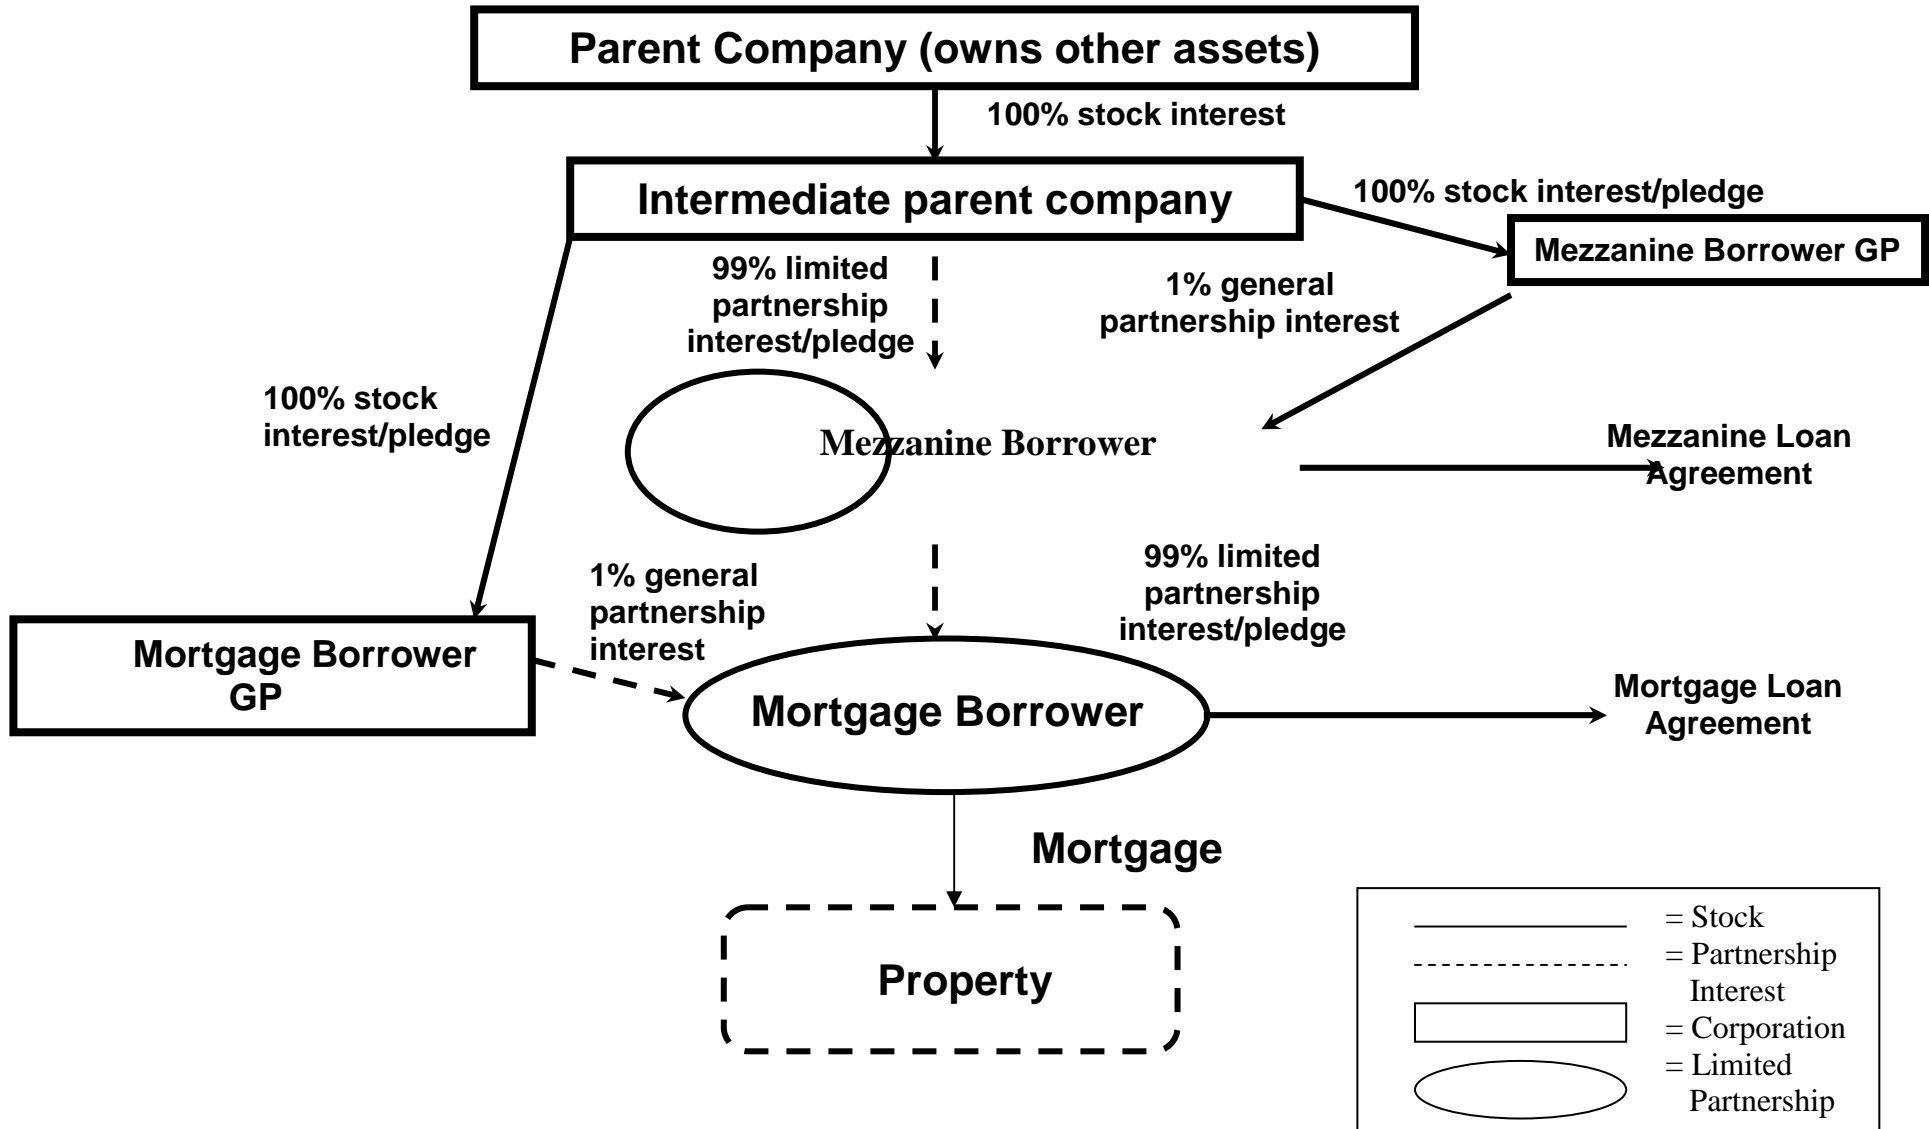 Parent Company (owns other assets)
100% stock interest
Intermediate parent company
100% stock interest/pledge
Mezzanine Borrower GP
99% limited
partnership
interest/pledge
1% general
partnership interest
100% stock
interest/pledge
Mezzanine Borrower
Mezzanine Loan
Agreement
1% general
partnership
interest
99% limited
partnership
interest/pledge
Mortgage Borrower
GP
Mortgage Borrower
Mortgage Loan
Agreement
Mortgage
Property
= Stock
= Partnership
Interest
= Corporation
= Limited
Partnership